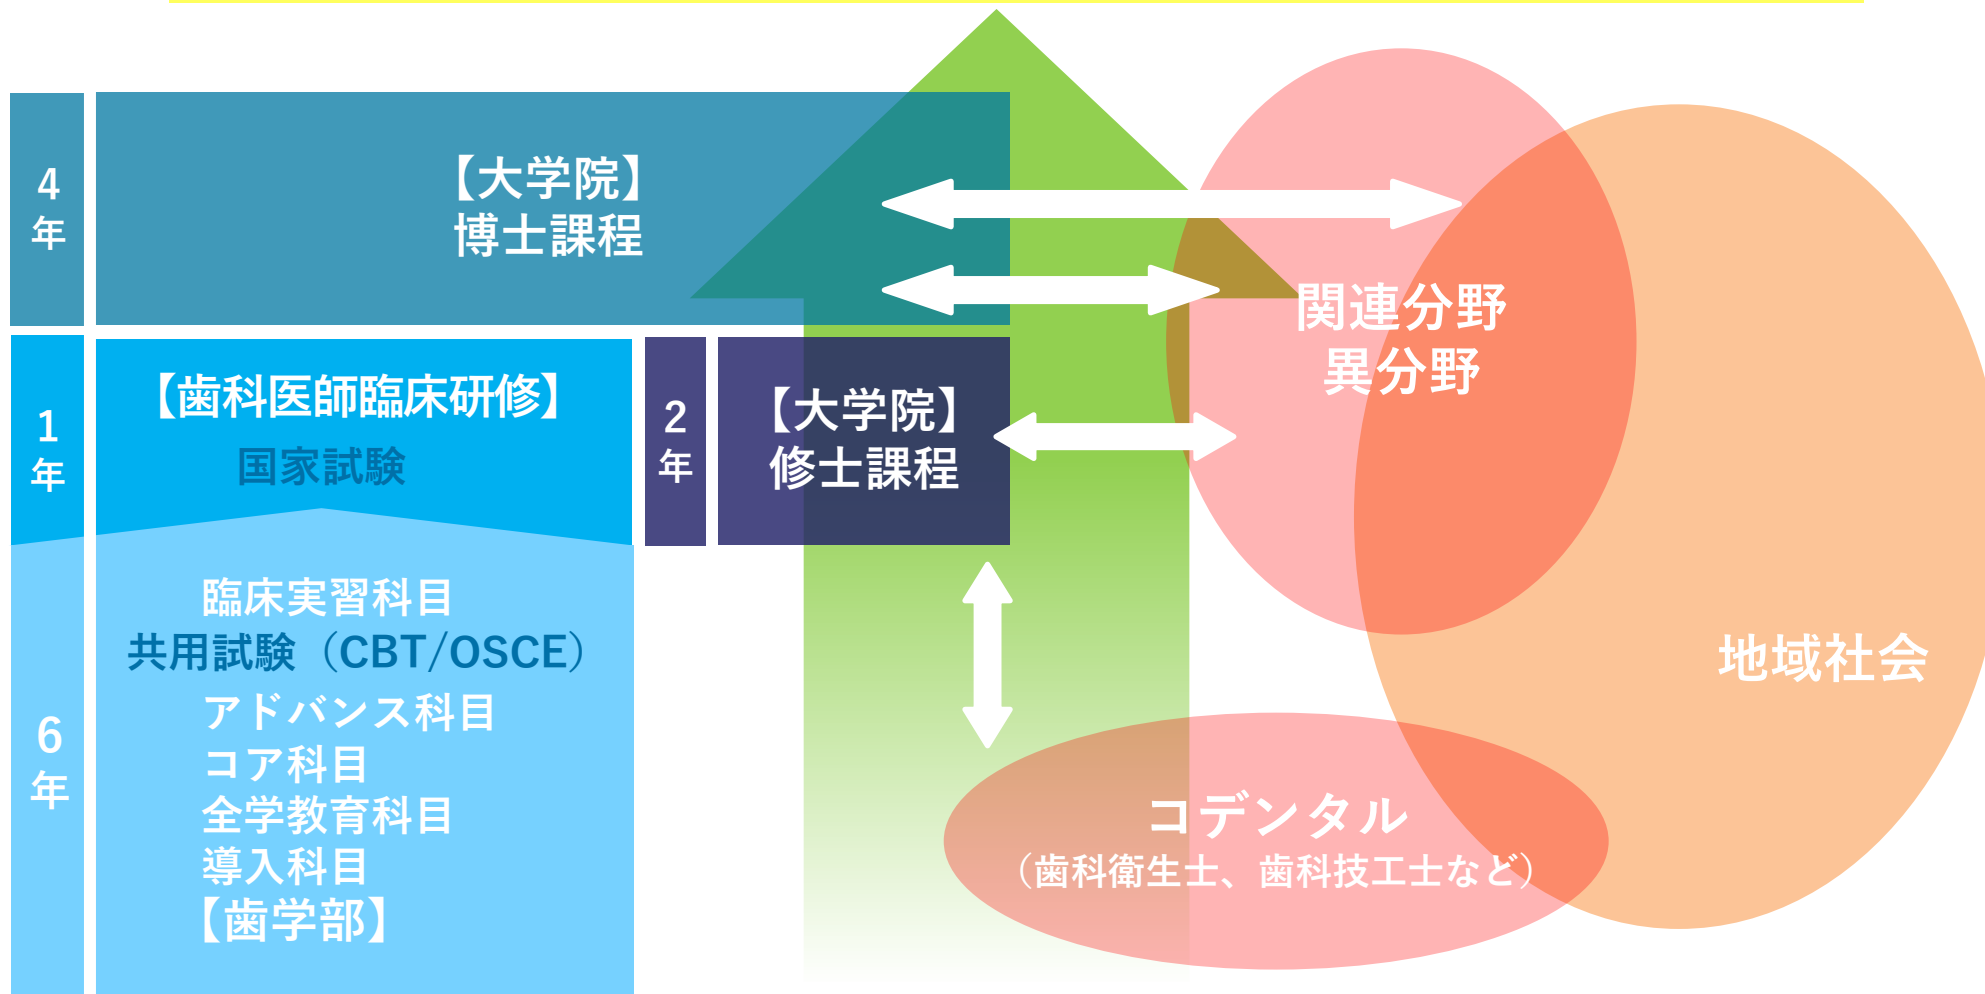 4
年
【大学院】
博士課程
1
年
【歯科医師臨床研修】
国家試験
2
年
【大学院】
修士課程
関連分野
異分野
6
年
臨床実習科目
共用試験（CBT/OSCE）
アドバンス科目
コア科目
全学教育科目
導入科目
【歯学部】
地域社会
コデンタル
（歯科衛生士、歯科技工士など）